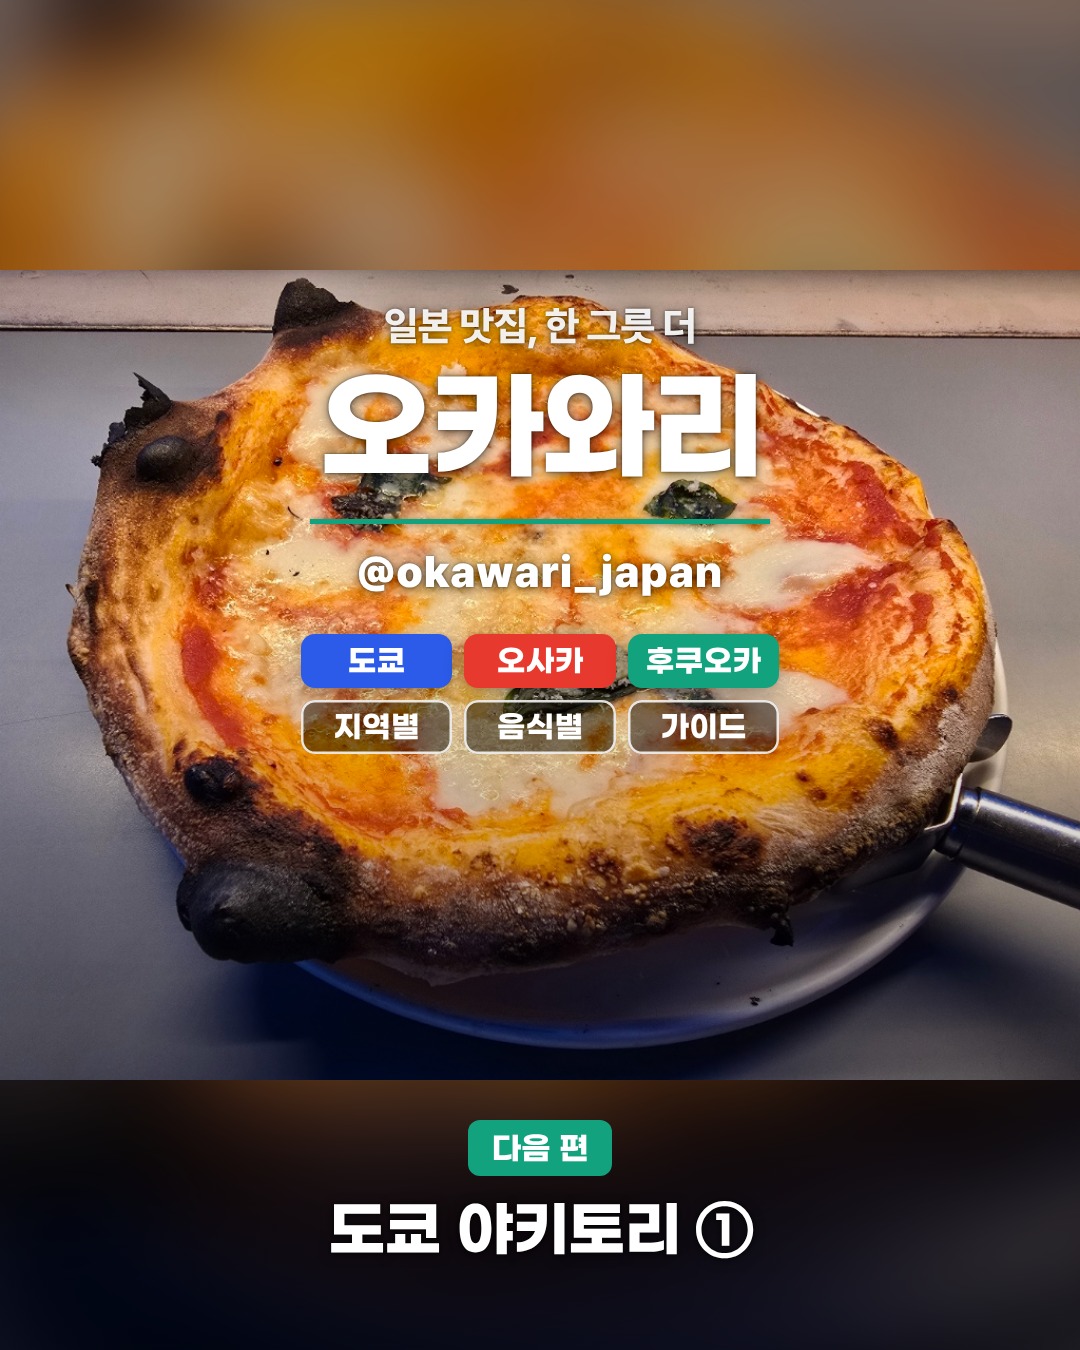 일본 맛집, 한 그릇 더
오카와리
@okawari_japan
도쿄 오사카 후쿠오카
지역별 음식별 가이드
다음 편
도쿄 야키토리 ①